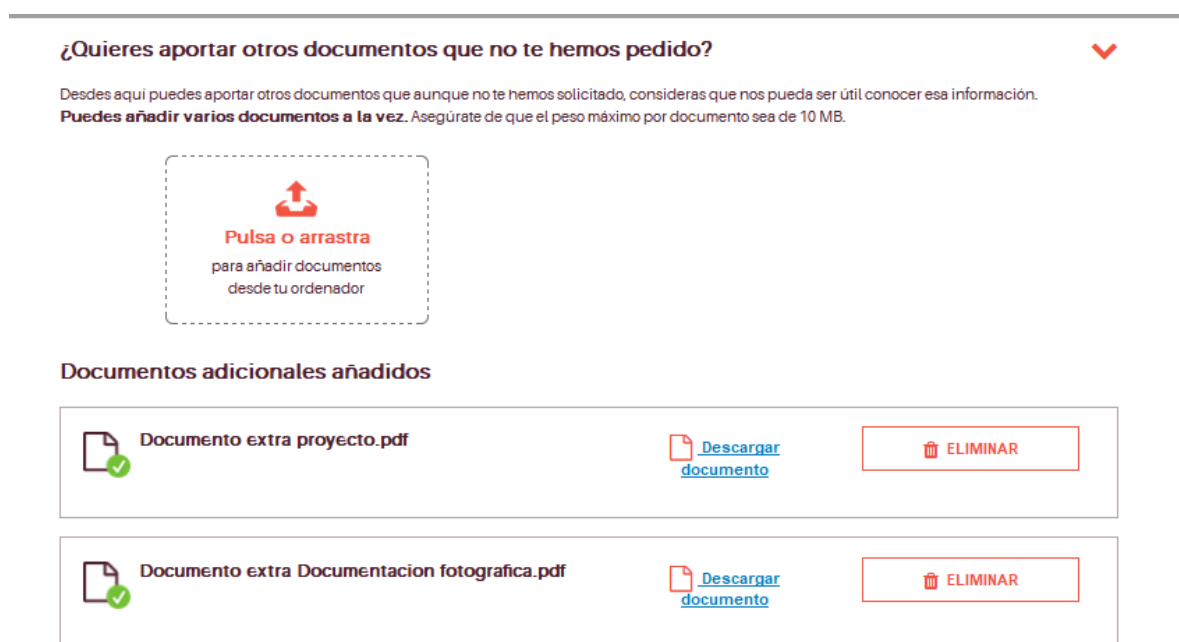 ¿Quieres aportar otros documentos que no te hemos pedido?
Desdes aquí puedes aportar otros documentos que aunque no te hemos solicitado, consideras que nos pueda ser útil conocer esa información.
Puedes añadir varios documentos a la vez. Asegúrate de que el peso máximo por documento sea de 10 MB.
Pulsa o arrastra
para añadir documentos
desde tu ordenador
Documentos adicionales añadidos
Documento extra proyecto.pdf
Descargar
documento
ELIMINAR
Documento extra Documentacion fotografica.pdf
Descargar
documento
ELIMINAR